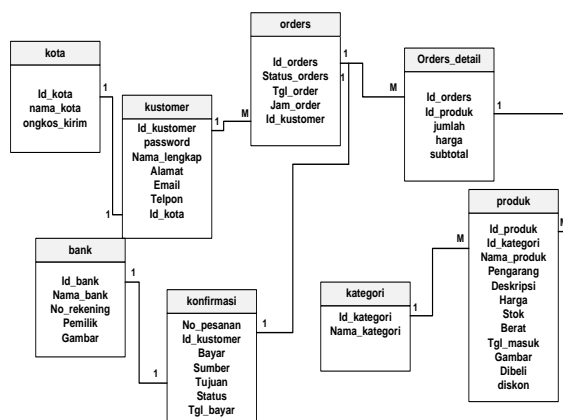 kota
Id_kota
nama_kota
ongkos_kirim
1
1
kustomer
Id_kustomer
password
Nama_lengkap
Alamat
Email
Telpon
Id_kota
1
M
orders
Id_orders
Status_orders
Tgl_order
Jam_order
Id_kustomer
1
1
M
Orders_detail
Id_orders
Id_produk
jumlah
harga
subtotal
1
bank
Id_bank
Nama_bank
No_rekening
Pemilik
Gambar
1
1
konfirmasi
No_pesanan
Id_kustomer
Bayar
Sumber
Tujuan
Status
Tgl_bayar
1
kategori
Id_kategori
Nama_kategori
1
M
produk
Id_produk
Id_kategori
Nama_produk
Pengarang
Deskripsi
Harga
Stok
Berat
Tgl_masuk
Gambar
Dibeli
diskon
M